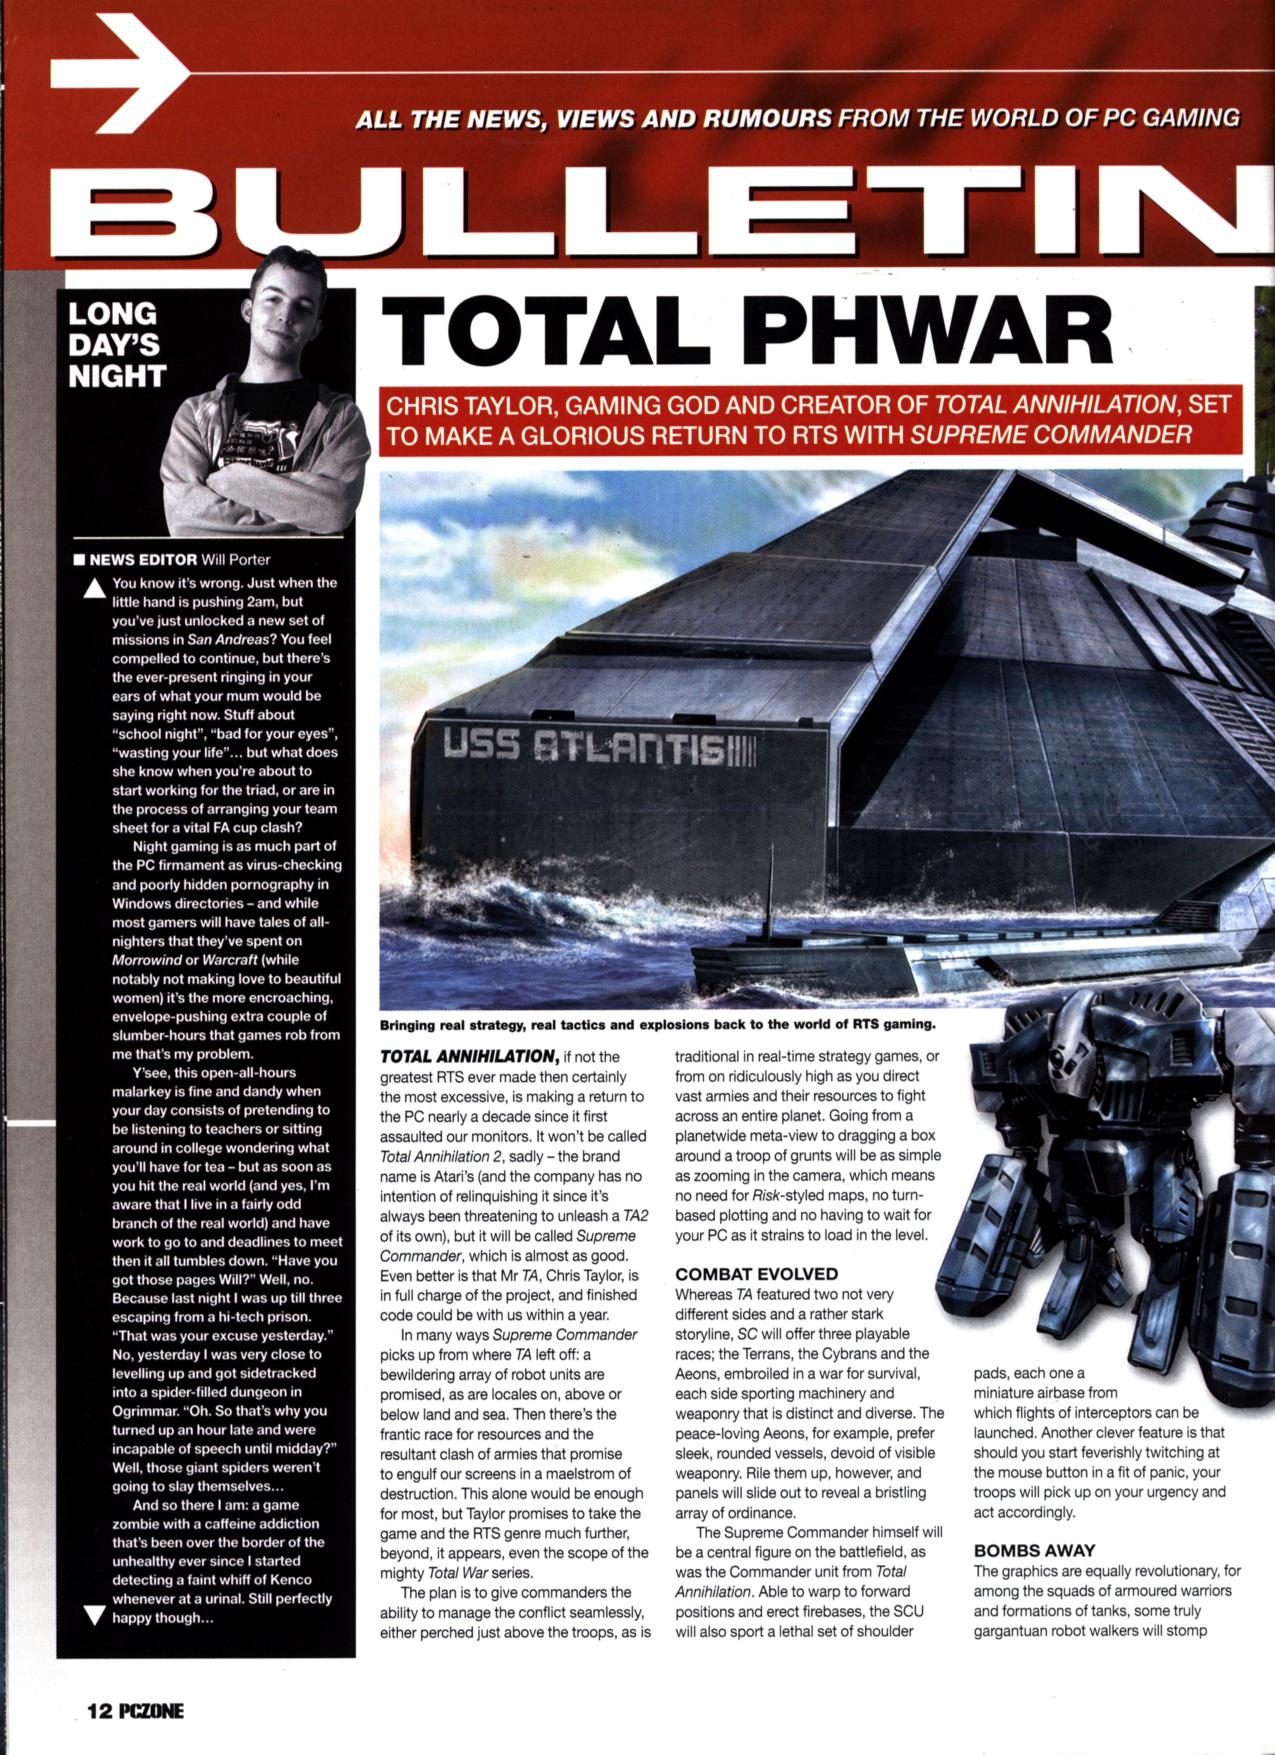 ALL THE NEWS, VIEWS AND RUMOURS FROM THE WORLD OF PC GAMING
BULLETIN
LONG
DAY'S
NIGHT
■ NEWS EDITOR Will Porter
You know it's wrong. Just when the
little hand is pushing 2am, but
you've just unlocked a new set of
missions in San Andreas? You feel
compelled to continue, but there's
the ever-present ringing in your
ears of what your mum would be
saying right now. Stuff about
“school night”, “bad for your eyes”,
“wasting your life”... but what does
she know when you're about to
start working for the triad, or are in
the process of arranging your team
sheet for a vital FA cup clash?
Night gaming is as much part of
the PC firmament as virus-checking
and poorly hidden pornography in
Windows directories – and while
most gamers will have tales of all-
nighters that they've spent on
Morrowind or Warcraft (while
notably not making love to beautiful
women) it's the more encroaching,
envelope-pushing extra couple of
slumber-hours that games rob from
me that's my problem.
Y'see, this open-all-hours
malarkey is fine and dandy when
your day consists of pretending to
be listening to teachers or sitting
around in college wondering what
you'll have for tea – but as soon as
you hit the real world (and yes, I'm
aware that I live in a fairly odd
branch of the real world) and have
work to go to and deadlines to meet
then it all tumbles down. “Have you
got those pages Will?” Well, no.
Because last night I was up till three
escaping from a hi-tech prison.
“That was your excuse yesterday.”
No, yesterday I was very close to
levelling up and got sidetracked
into a spider-filled dungeon in
Ogrimmar. “Oh. So that's why you
turned up an hour late and were
incapable of speech until midday?”
Well, those giant spiders weren't
going to slay themselves...
And so there I am: a game
zombie with a caffeine addiction
that's been over the border of the
unhealthy ever since I started
detecting a faint whiff of Kenco
whenever at a urinal. Still perfectly
happy though...
TOTAL PHWAR
CHRIS TAYLOR, GAMING GOD AND CREATOR OF TOTAL ANNIHILATION, SET
TO MAKE A GLORIOUS RETURN TO RTS WITH SUPREME COMMANDER
USS ATLANTIS
Bringing real strategy, real tactics and explosions back to the world of RTS gaming.
TOTAL ANNIHILATION, if not the
greatest RTS ever made then certainly
the most excessive, is making a return to
the PC nearly a decade since it first
assaulted our monitors. It won't be called
Total Annihilation 2, sadly – the brand
name is Atari's (and the company has no
intention of relinquishing it since it's
always been threatening to unleash a TA2
of its own), but it will be called Supreme
Commander, which is almost as good.
Even better is that Mr TA, Chris Taylor, is
in full charge of the project, and finished
code could be with us within a year.
In many ways Supreme Commander
picks up from where TA left off: a
bewildering array of robot units are
promised, as are locales on, above or
below land and sea. Then there's the
frantic race for resources and the
resultant clash of armies that promise
to engulf our screens in a maelstrom of
destruction. This alone would be enough
for most, but Taylor promises to take the
game and the RTS genre much further,
beyond, it appears, even the scope of the
mighty Total War series.
The plan is to give commanders the
ability to manage the conflict seamlessly,
either perched just above the troops, as is
traditional in real-time strategy games, or
from on ridiculously high as you direct
vast armies and their resources to fight
across an entire planet. Going from a
planetwide meta-view to dragging a box
around a troop of grunts will be as simple
as zooming in the camera, which means
no need for Risk-styled maps, no turn-
based plotting and no having to wait for
your PC as it strains to load in the level.
COMBAT EVOLVED
Whereas TA featured two not very
different sides and a rather stark
storyline, SC will offer three playable
races; the Terrans, the Cybrans and the
Aeons, embroiled in a war for survival,
each side sporting machinery and
weaponry that is distinct and diverse. The
peace-loving Aeons, for example, prefer
sleek, rounded vessels, devoid of visible
weaponry. Rile them up, however, and
panels will slide out to reveal a bristling
array of ordinance.
The Supreme Commander himself will
be a central figure on the battlefield, as
was the Commander unit from Total
Annihilation. Able to warp to forward
positions and erect firebases, the SCU
will also sport a lethal set of shoulder
pads, each one a
miniature airbase from
which flights of interceptors can be
launched. Another clever feature is that
should you start feverishly twitching at
the mouse button in a fit of panic, your
troops will pick up on your urgency and
act accordingly.
BOMBS AWAY
The graphics are equally revolutionary, for
among the squads of armoured warriors
and formations of tanks, some truly
gargantuan robot walkers will stomp
12 PCZONE